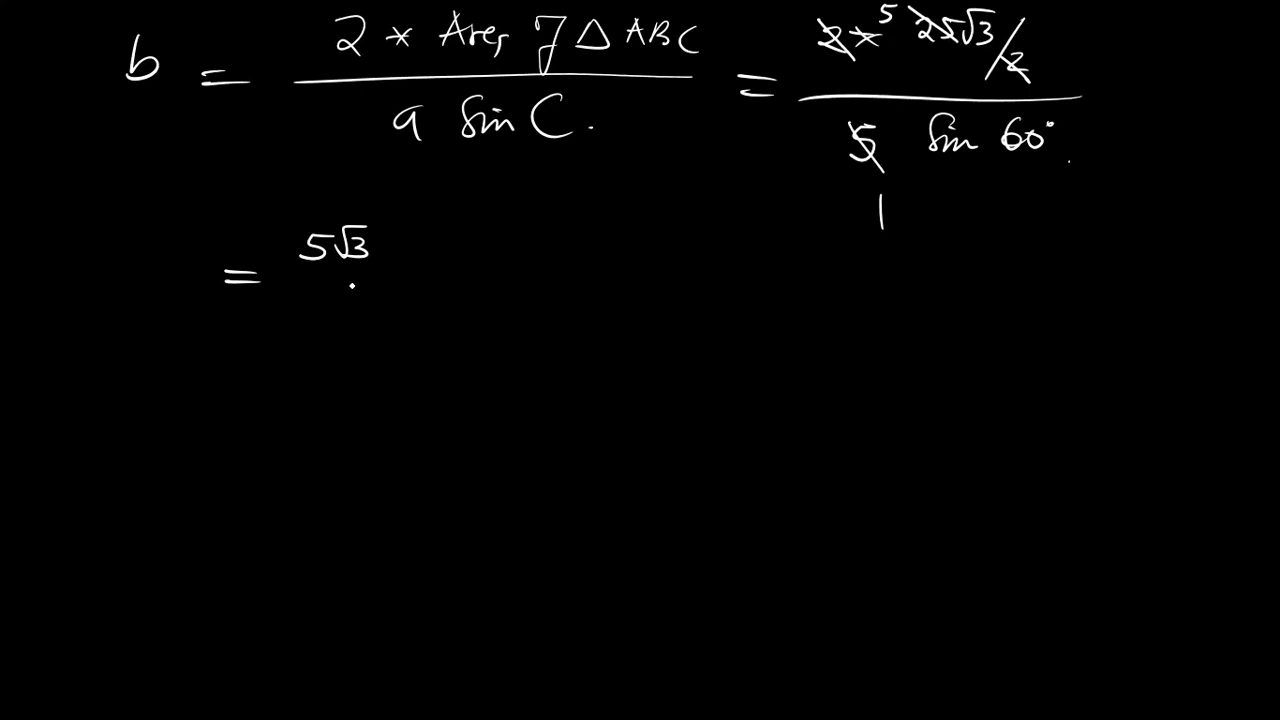 b = 2 * Area of △ ABC / a sin C. = 2 * 5 25√3/2 / 5 sin 60°.
1
= 5√3